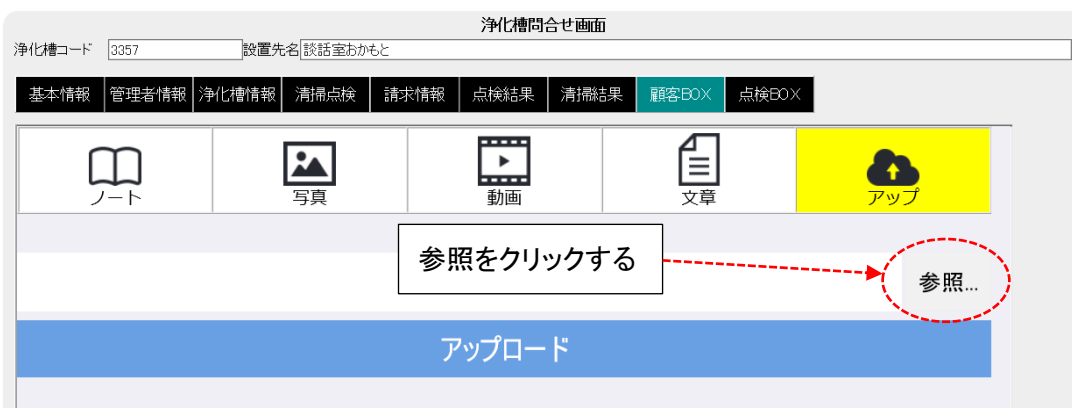 浄化槽問合せ画面
浄化槽コード 3357 設置先名 談話室おかもと
基本情報 管理者情報 浄化槽情報 清掃点検 請求情報 点検結果 清掃結果 顧客BOX 点検BOX
ノート 写真 動画 文章 アップ
参照をクリックする
参照...
アップロード